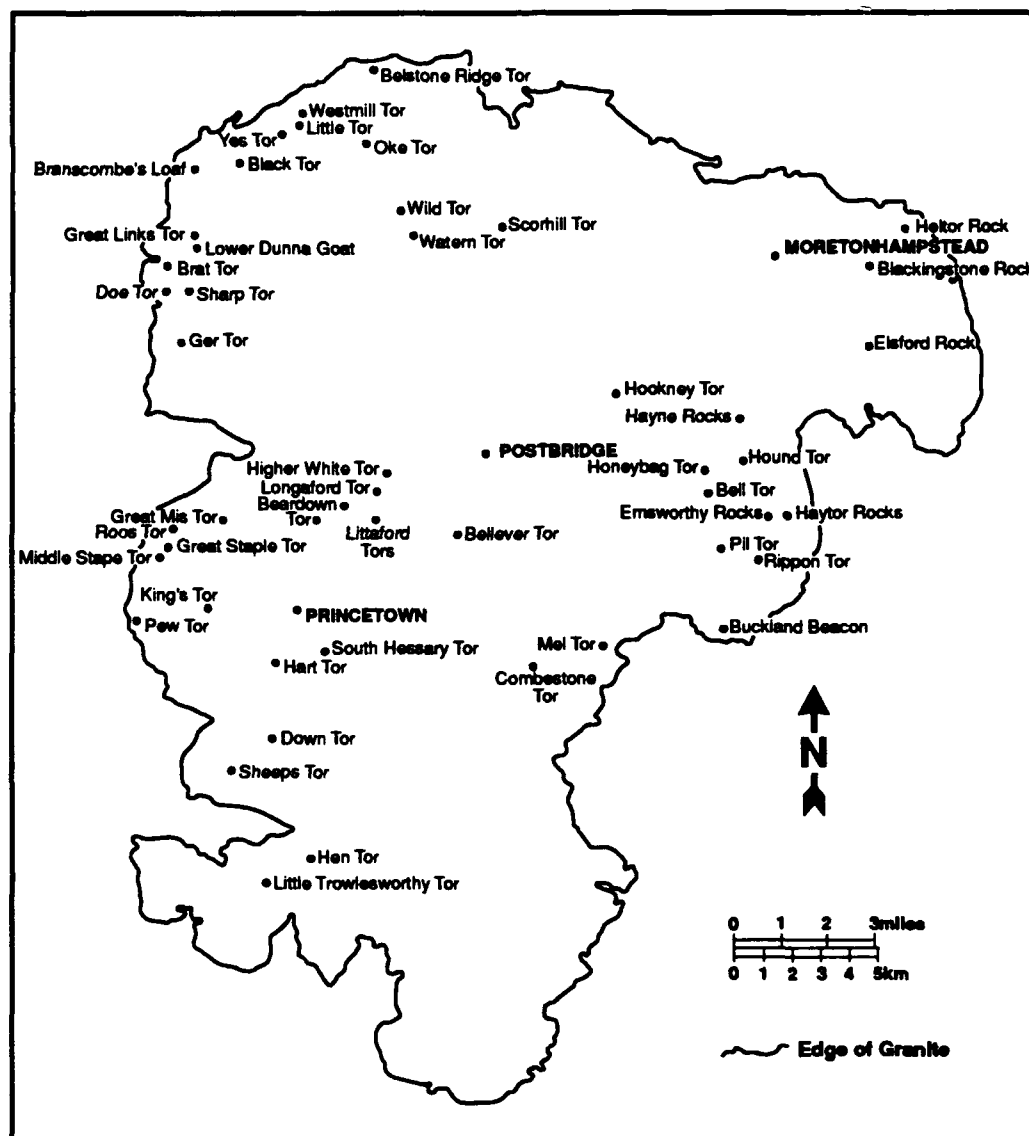 Belstone Ridge Tor
Westmill Tor
Little Tor
Yes Tor
Oke Tor
Black Tor
Branscombe's Loaf
Wild Tor
Scorhill Tor
Heltor Rock
Great Links Tor
Watern Tor
Lower Dunna Goat
MORETONHAMPSTEAD
Brat Tor
Blackingstone Rock
Doe Tor
Sharp Tor
Ger Tor
Elsford Rock
Hookney Tor
Hayne Rocks
POSTBRIDGE
Hound Tor
Higher White Tor
Honeybag Tor
Longaford Tor
Bell Tor
Beardown
Tor
Great Mis Tor
Emsworthy Rocks
Haytor Rocks
Roos Tor
Littaford
Tors
Bellever Tor
Great Staple Tor
Pil Tor
Middle Stape Tor
Rippon Tor
King's Tor
PRINCETOWN
Pew Tor
Buckland Beacon
South Hessary Tor
Mel Tor
Hart Tor
Combestone
Tor
Down Tor
N
Sheeps Tor
Hen Tor
Little Trowlesworthy Tor
0 1 2 3miles
0 1 2 3 4 5km
Edge of Granite